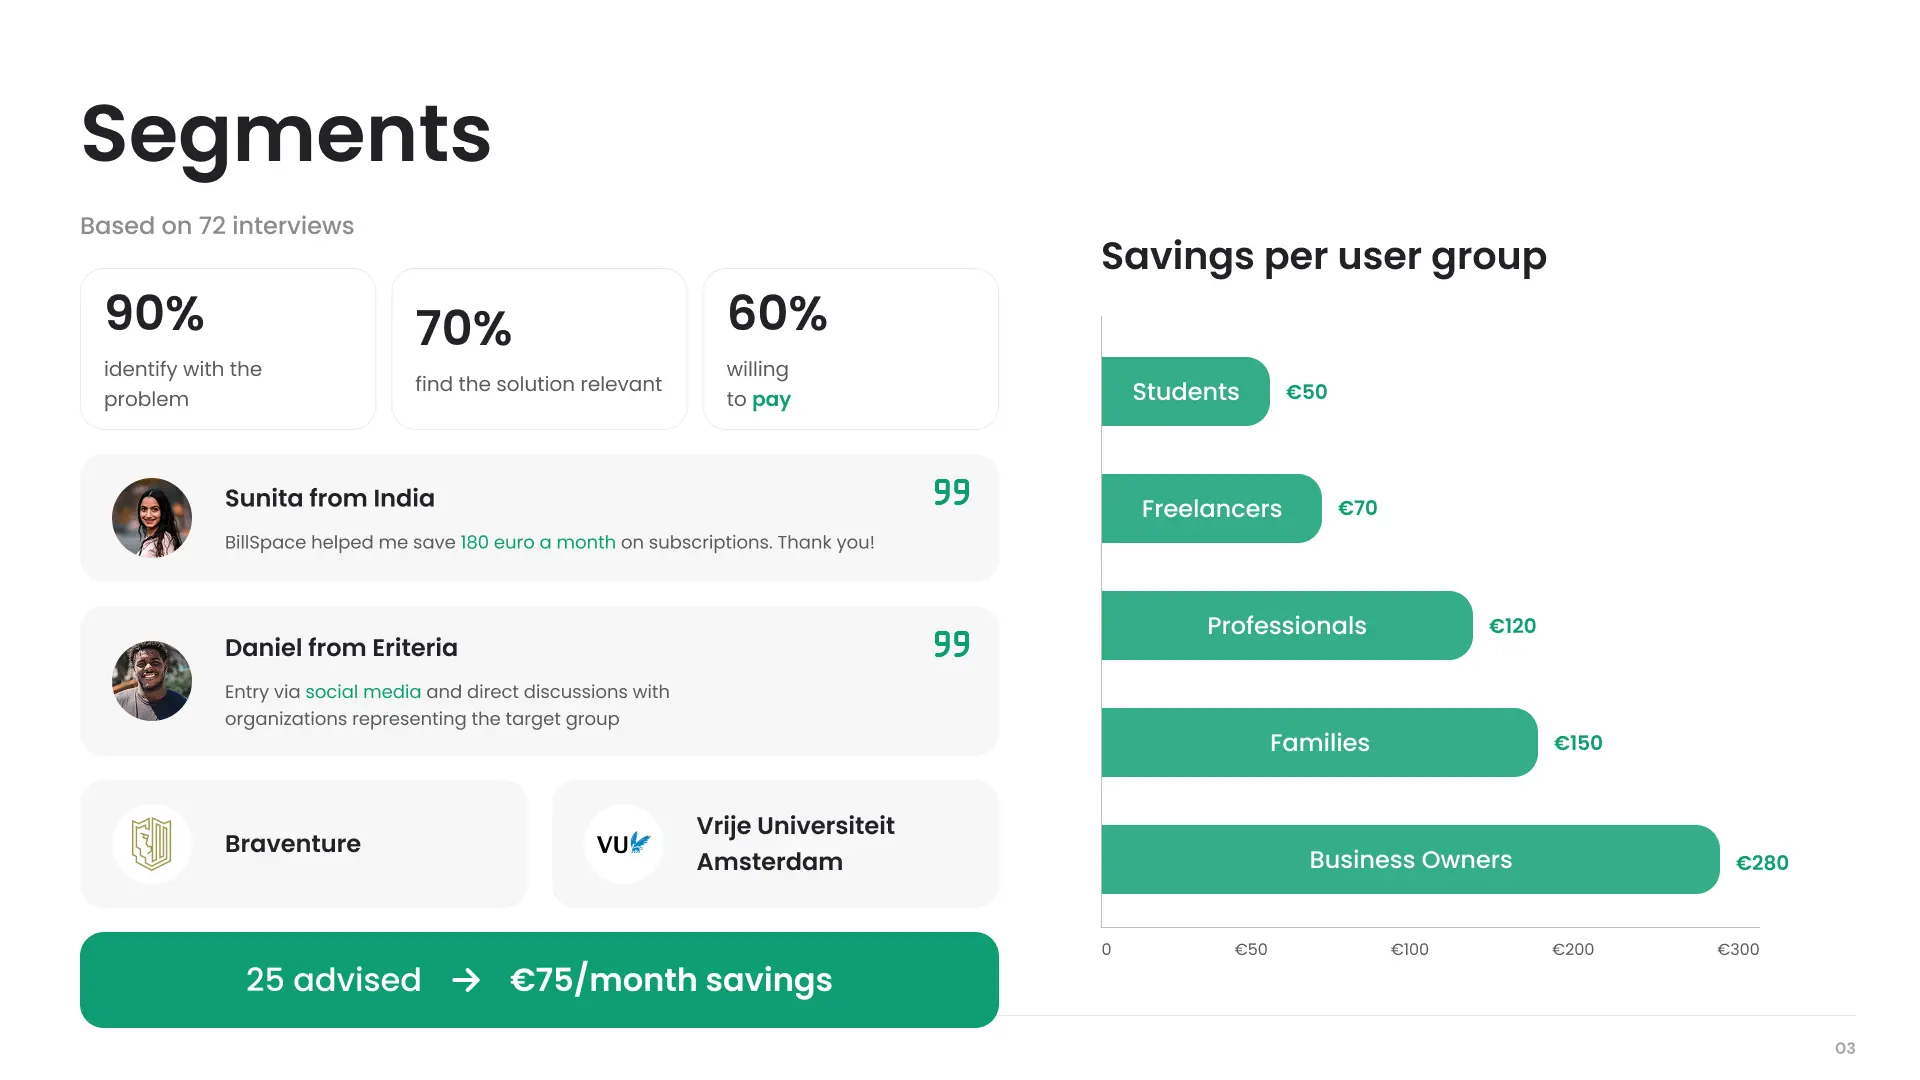 Segments
Based on 72 interviews
90%
identify with the
problem
70%
find the solution relevant
60%
willing
to pay
Sunita from India
BillSpace helped me save 180 euro a month on subscriptions. Thank you!
Daniel from Eriteria
Entry via social media and direct discussions with
organizations representing the target group
Braventure
VU
Vrije Universiteit
Amsterdam
25 advised → €75/month savings
Savings per user group
Students €50
Freelancers €70
Professionals €120
Families €150
Business Owners €280
0 €50 €100 €200 €300
03